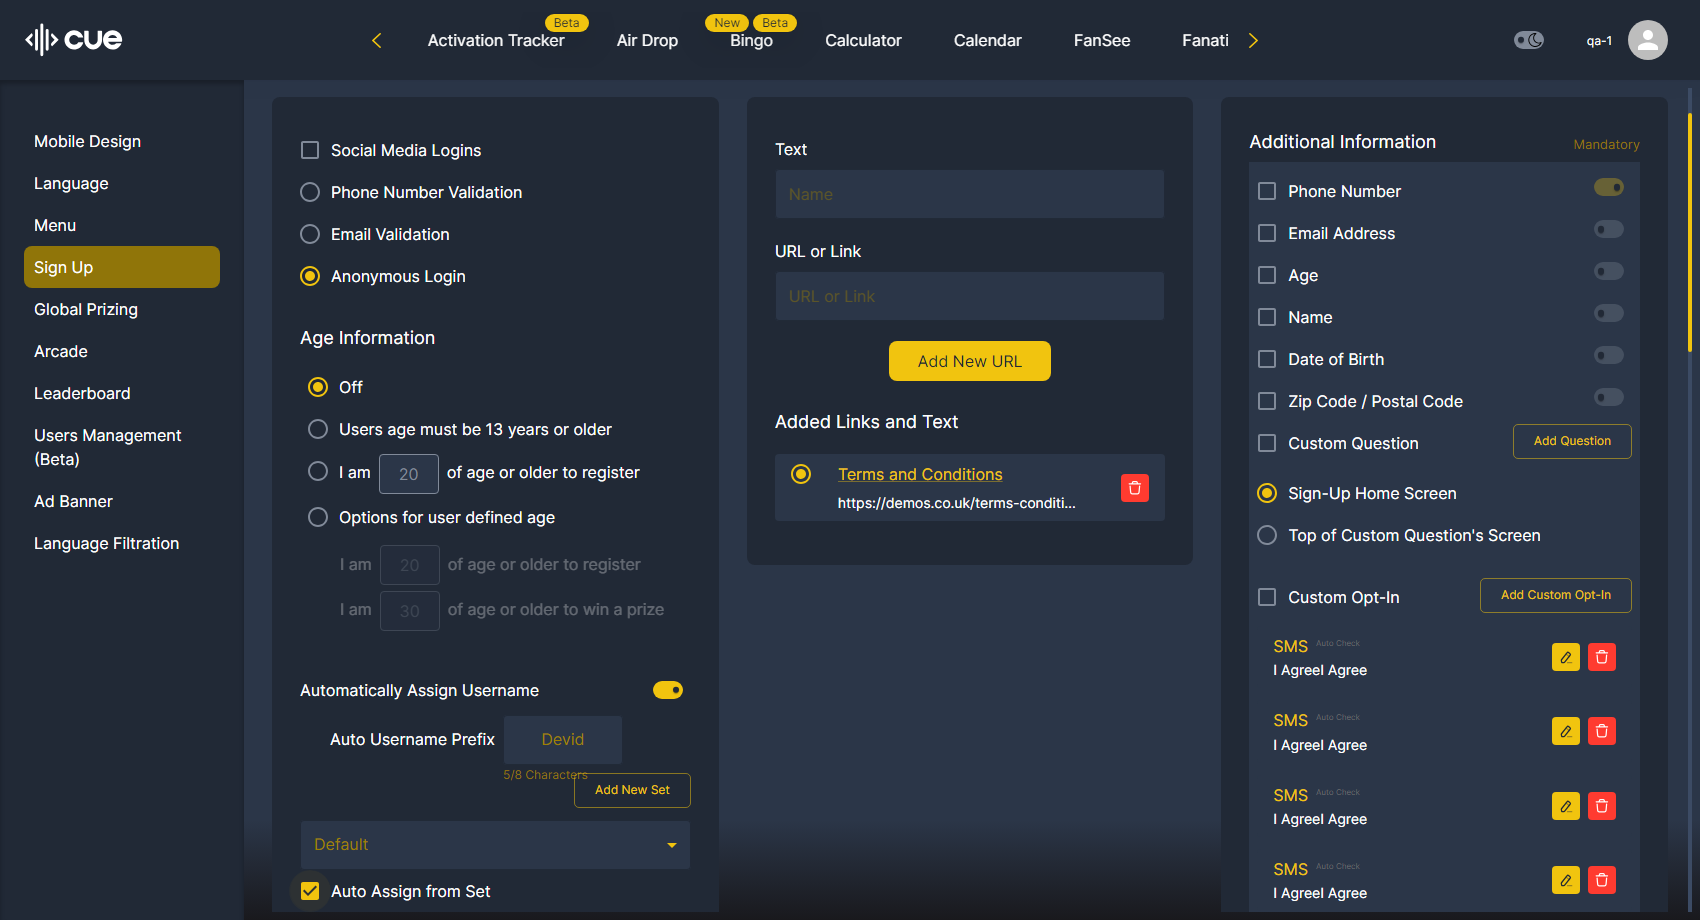 cue
Activation Tracker
Beta
Air Drop
Bingo
New
Beta
Calculator
Calendar
FanSee
Fanati
qa-1
Mobile Design
Language
Menu
Sign Up
Global Prizing
Arcade
Leaderboard
Users Management
(Beta)
Ad Banner
Language Filtration
Social Media Logins
Phone Number Validation
Email Validation
Anonymous Login
Age Information
Off
Users age must be 13 years or older
I am 20 of age or older to register
Options for user defined age
I am 20 of age or older to register
I am 30 of age or older to win a prize
Automatically Assign Username
Auto Username Prefix Devid
5/8 Characters
Add New Set
Default
Auto Assign from Set
Text
Name
URL or Link
URL or Link
Add New URL
Added Links and Text
Terms and Conditions
https://demos.co.uk/terms-conditi...
Additional Information
Mandatory
Phone Number
Email Address
Age
Name
Date of Birth
Zip Code / Postal Code
Custom Question
Add Question
Sign-Up Home Screen
Top of Custom Question's Screen
Custom Opt-In
Add Custom Opt-In
SMS Auto Check
I AgreeI Agree
SMS Auto Check
I AgreeI Agree
SMS Auto Check
I AgreeI Agree
SMS Auto Check
I AgreeI Agree